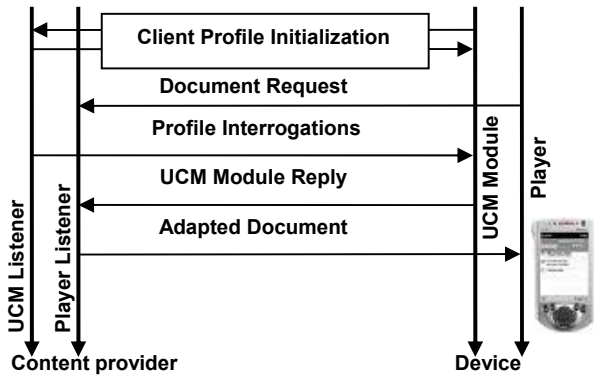 Client Profile Initialization
Document Request
Profile Interrogations
UCM Module Reply
Adapted Document
UCM Listener
Player Listener
UCM Module
Player
Content provider
Device